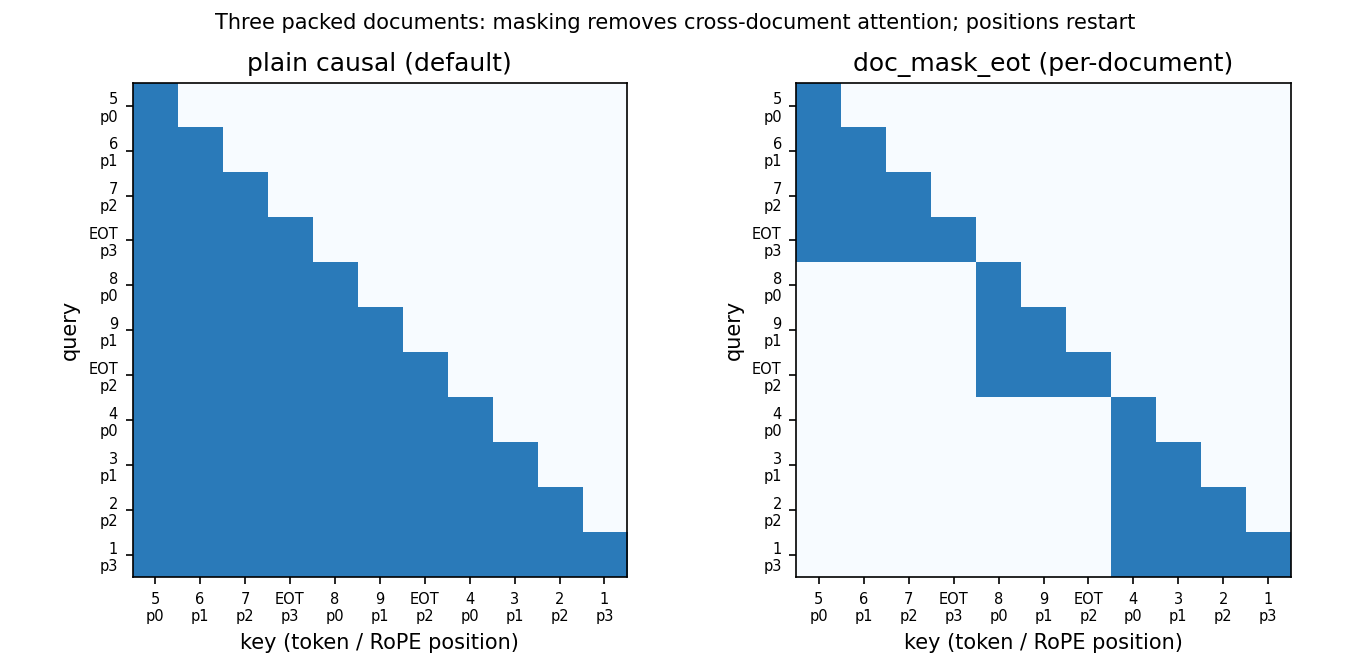 Three packed documents: masking removes cross-document attention; positions restart
plain causal (default)
query
5
p0
6
p1
7
p2
EOT
p3
8
p0
9
p1
EOT
p2
4
p0
3
p1
2
p2
1
p3
5 6 7 EOT 8 9 EOT 4 3 2 1
p0 p1 p2 p3 p0 p1 p2 p0 p1 p2 p3
key (token / RoPE position)
doc_mask_eot (per-document)
query
5
p0
6
p1
7
p2
EOT
p3
8
p0
9
p1
EOT
p2
4
p0
3
p1
2
p2
1
p3
5 6 7 EOT 8 9 EOT 4 3 2 1
p0 p1 p2 p3 p0 p1 p2 p0 p1 p2 p3
key (token / RoPE position)